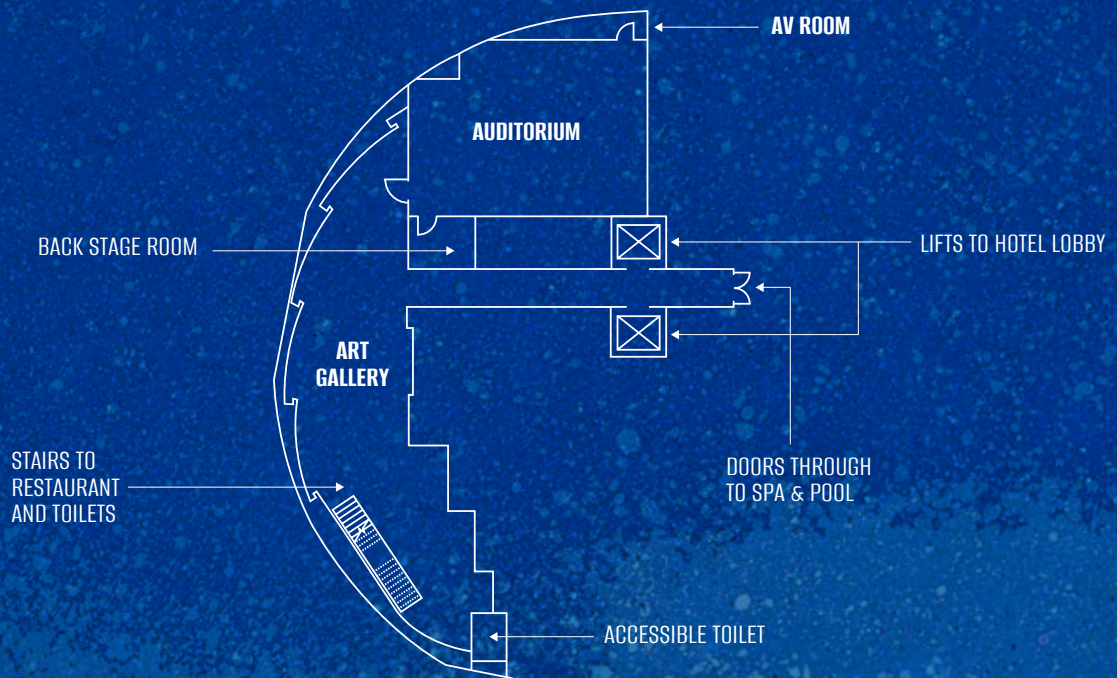 AV ROOM
AUDITORIUM
BACK STAGE ROOM
LIFTS TO HOTEL LOBBY
ART
GALLERY
STAIRS TO
RESTAURANT
AND TOILETS
DOORS THROUGH
TO SPA & POOL
ACCESSIBLE TOILET